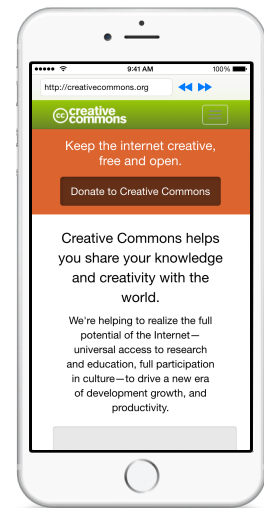 9:41 AM
100%
http://creativecommons.org
cc creative
commons
Keep the internet creative,
free and open.
Donate to Creative Commons
Creative Commons helps
you share your knowledge
and creativity with the
world.
We're helping to realize the full
potential of the Internet—
universal access to research
and education, full participation
in culture—to drive a new era
of development growth, and
productivity.